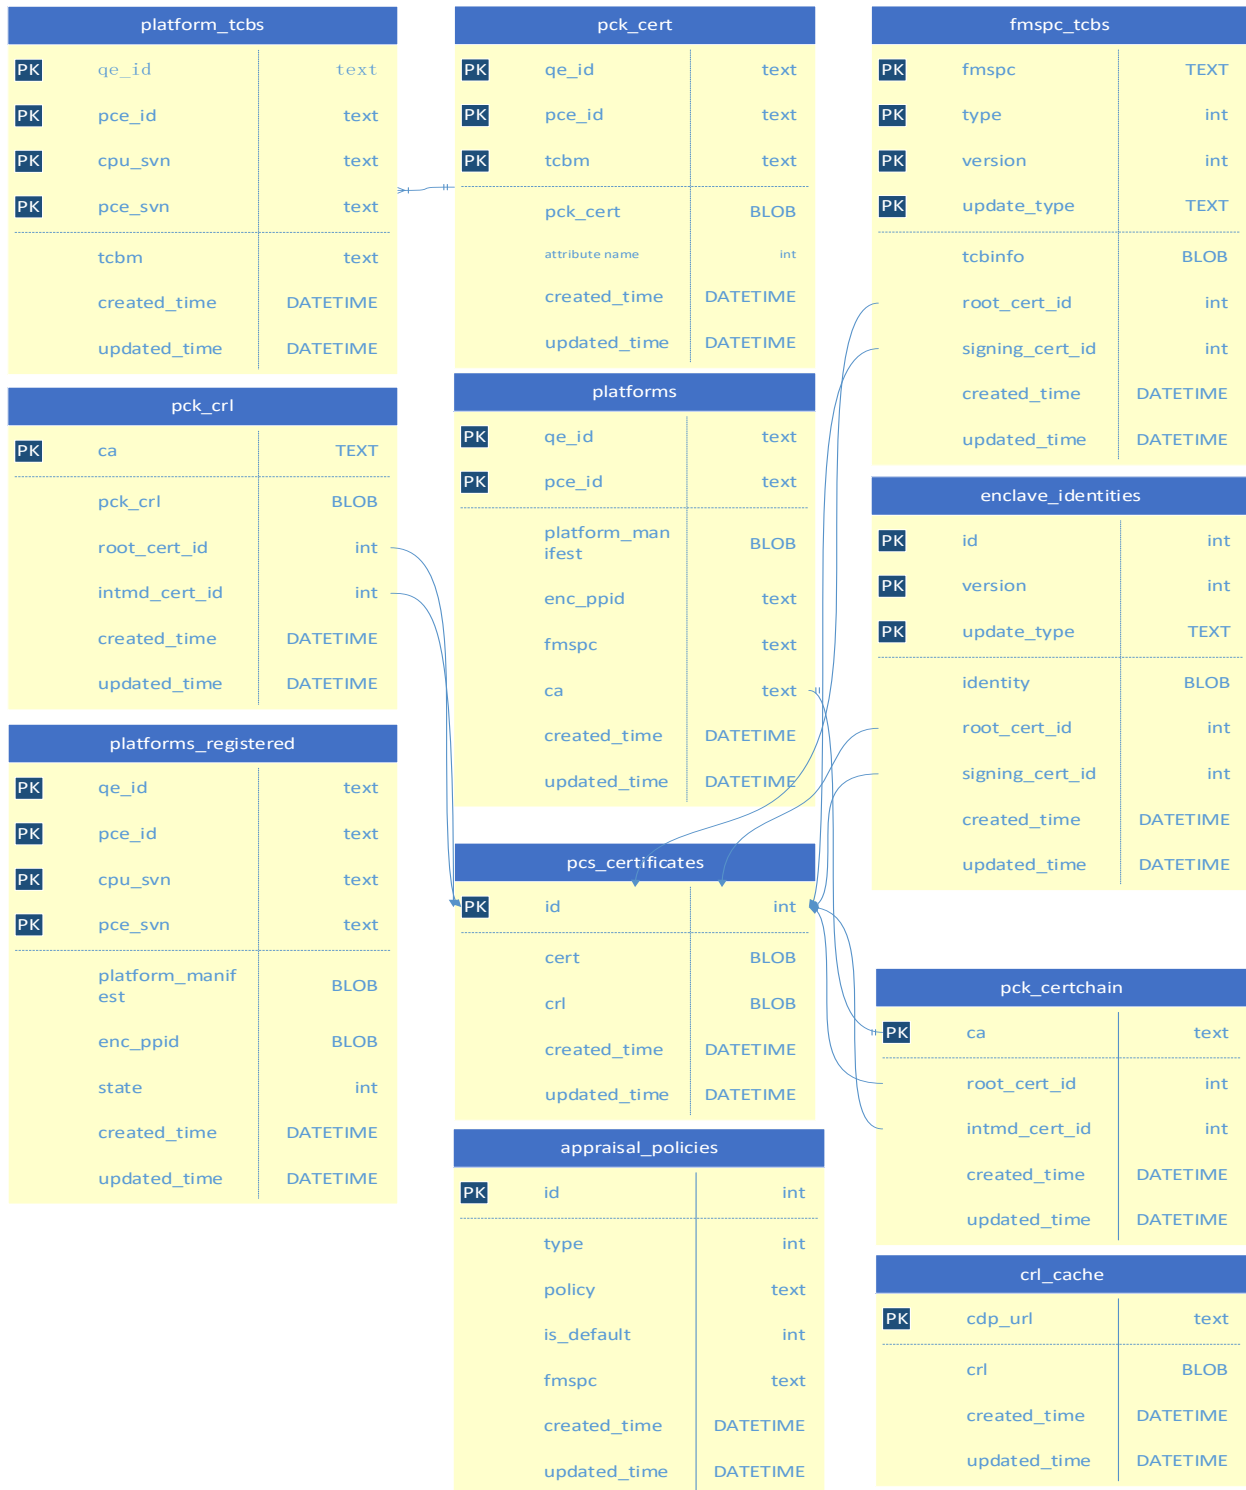 platform_tcbs
PK qe_id text
PK pce_id text
PK cpu_svn text
PK pce_svn text
tcbm text
created_time DATETIME
updated_time DATETIME
pck_crl
PK ca TEXT
pck_crl BLOB
root_cert_id int
intmd_cert_id int
created_time DATETIME
updated_time DATETIME
platforms_registered
PK qe_id text
PK pce_id text
PK cpu_svn text
PK pce_svn text
platform_manif
est BLOB
enc_ppid BLOB
state int
created_time DATETIME
updated_time DATETIME
pck_cert
PK qe_id text
PK pce_id text
PK tcbm text
pck_cert BLOB
attribute name int
created_time DATETIME
updated_time DATETIME
platforms
PK qe_id text
PK pce_id text
platform_man
ifest BLOB
enc_ppid text
fmspc text
ca text
created_time DATETIME
updated_time DATETIME
pcs_certificates
PK id int
cert BLOB
crl BLOB
created_time DATETIME
updated_time DATETIME
appraisal_policies
PK id int
type int
policy text
is_default int
fmspc text
created_time DATETIME
updated_time DATETIME
fmspc_tcbs
PK fmspc TEXT
PK type int
PK version int
PK update_type TEXT
tcbinfo BLOB
root_cert_id int
signing_cert_id int
created_time DATETIME
updated_time DATETIME
enclave_identities
PK id int
PK version int
PK update_type TEXT
identity BLOB
root_cert_id int
signing_cert_id int
created_time DATETIME
updated_time DATETIME
pck_certchain
PK ca text
root_cert_id int
intmd_cert_id int
created_time DATETIME
updated_time DATETIME
crl_cache
PK cdp_url text
crl BLOB
created_time DATETIME
updated_time DATETIME